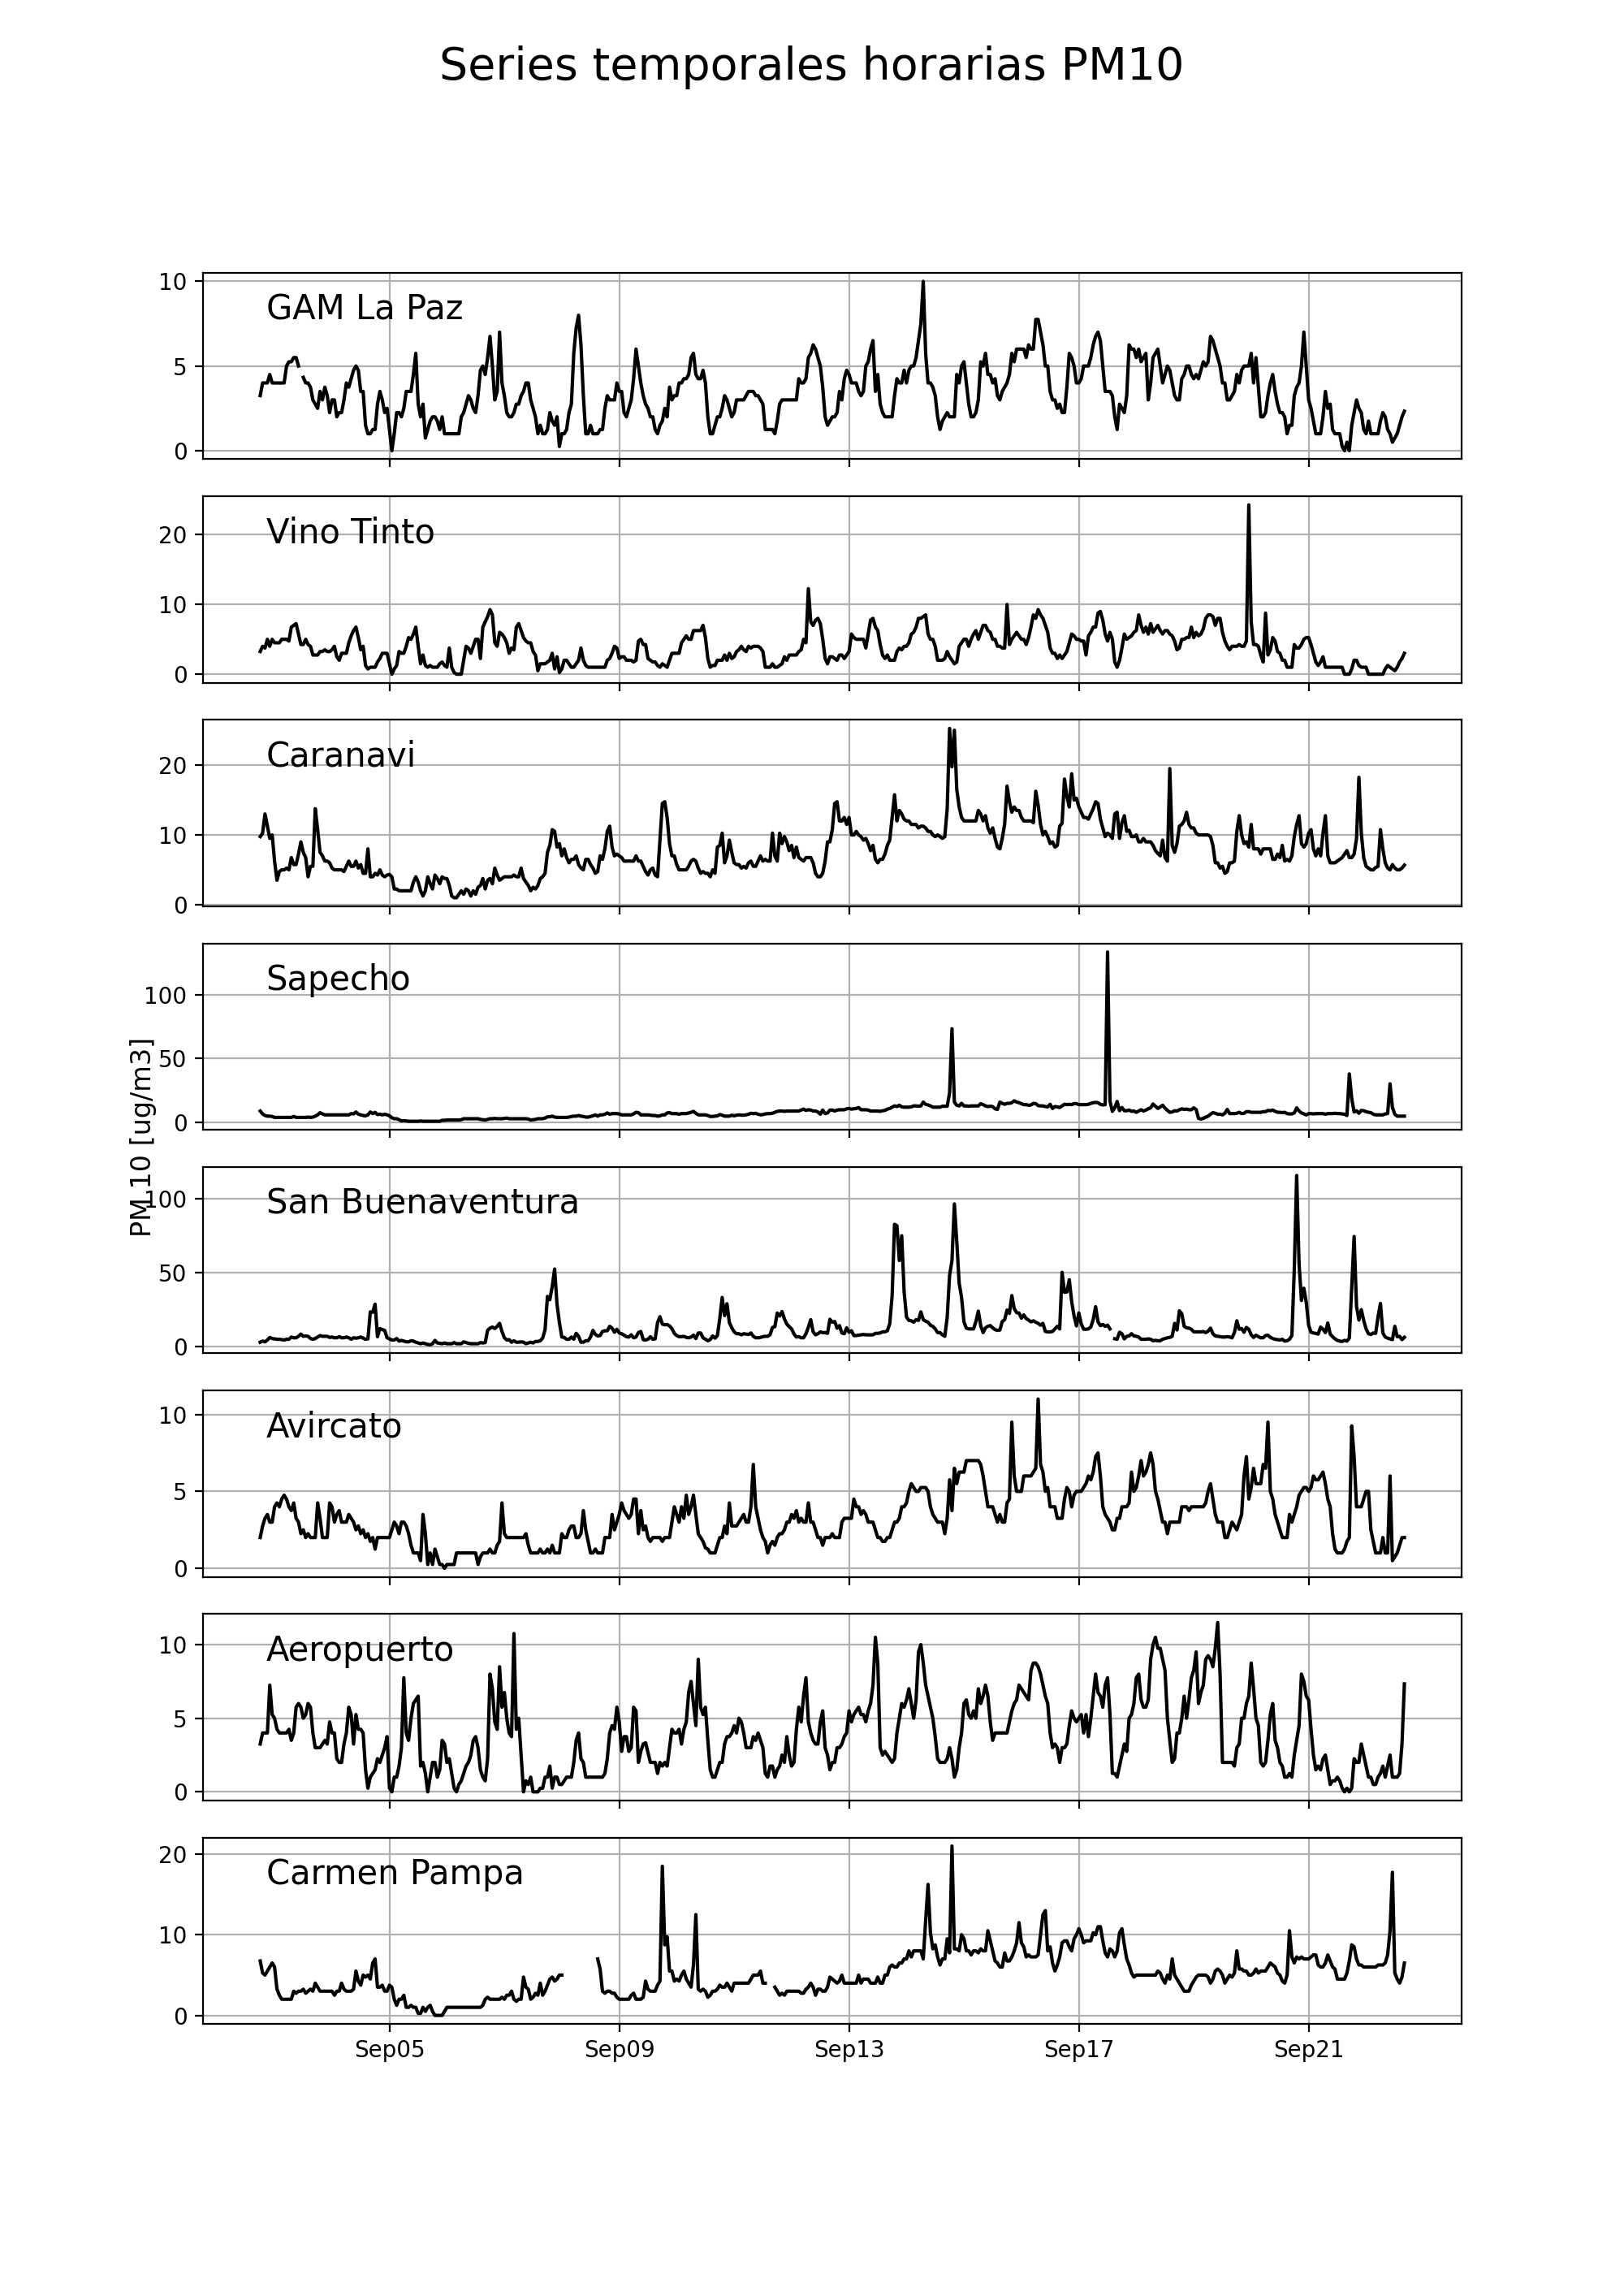 Series temporales horarias PM10
10
GAM La Paz
5
0
20
Vino Tinto
10
0
20
Caranavi
10
0
Sapecho
100
50
0
PM 10 [ug/m3]
100
San Buenaventura
50
0
10
Avircato
5
0
10
Aeropuerto
5
0
20
Carmen Pampa
10
0
Sep05 Sep09 Sep13 Sep17 Sep21